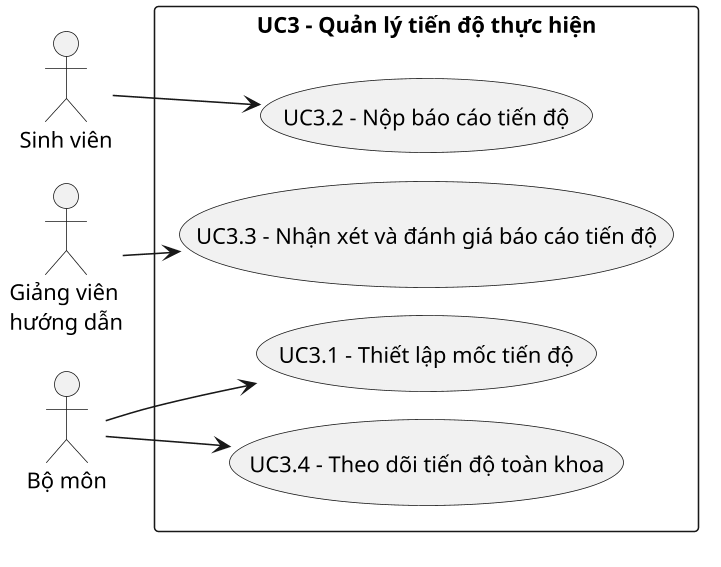 UC3 - Quản lý tiến độ thực hiện
Sinh viên
UC3.2 - Nộp báo cáo tiến độ
Giảng viên
hướng dẫn
UC3.3 - Nhận xét và đánh giá báo cáo tiến độ
Bộ môn
UC3.1 - Thiết lập mốc tiến độ
UC3.4 - Theo dõi tiến độ toàn khoa